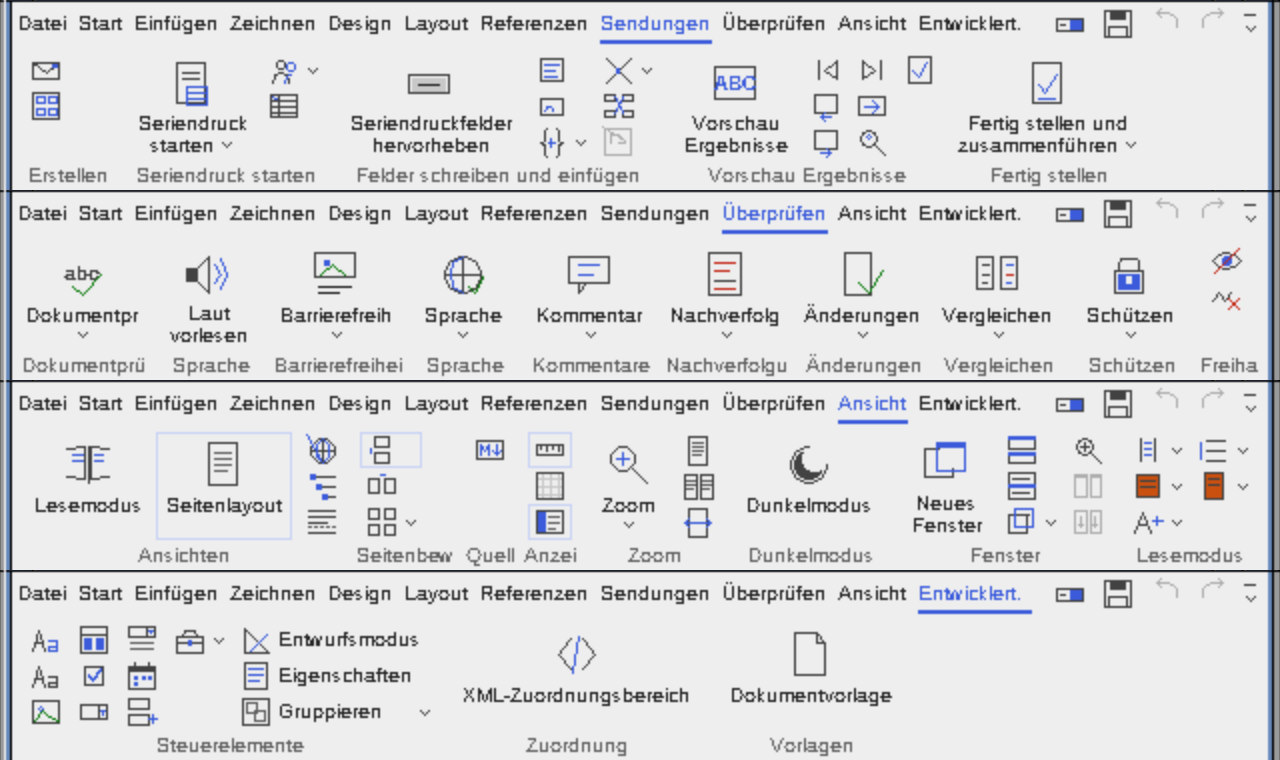 Datei Start Einfügen Zeichnen Design Layout Referenzen Sendungen Überprüfen Ansicht Entwicklert.
ABC
Seriendruck starten
Seriendruckfelder hervorheben
Vorschau Ergebnisse
Fertig stellen und zusammenführen
Erstellen Seriendruck starten Felder schreiben und einfügen Vorschau Ergebnisse Fertig stellen
Datei Start Einfügen Zeichnen Design Layout Referenzen Sendungen Überprüfen Ansicht Entwicklert.
abc
Dokumentpr
Laut vorlesen
Barrierefreih
Sprache
Kommentar
Nachverfolg
Änderungen
Vergleichen
Schützen
Dokumentprü Sprache Barrierefreihei Sprache Kommentare Nachverfolgu Änderungen Vergleichen Schützen Freiha
Datei Start Einfügen Zeichnen Design Layout Referenzen Sendungen Überprüfen Ansicht Entwicklert.
M
Lesemodus
Seitenlayout
Zoom
Dunkelmodus
Neues Fenster
A+
Ansichten Seitenbew Quell Anzei Zoom Dunkelmodus Fenster Lesemodus
Datei Start Einfügen Zeichnen Design Layout Referenzen Sendungen Überprüfen Ansicht Entwicklert.
Aa
Entwurfsmodus
Aa
Eigenschaften
Gruppieren
XML-Zuordnungsbereich
Dokumentvorlage
Steuerelemente Zuordnung Vorlagen